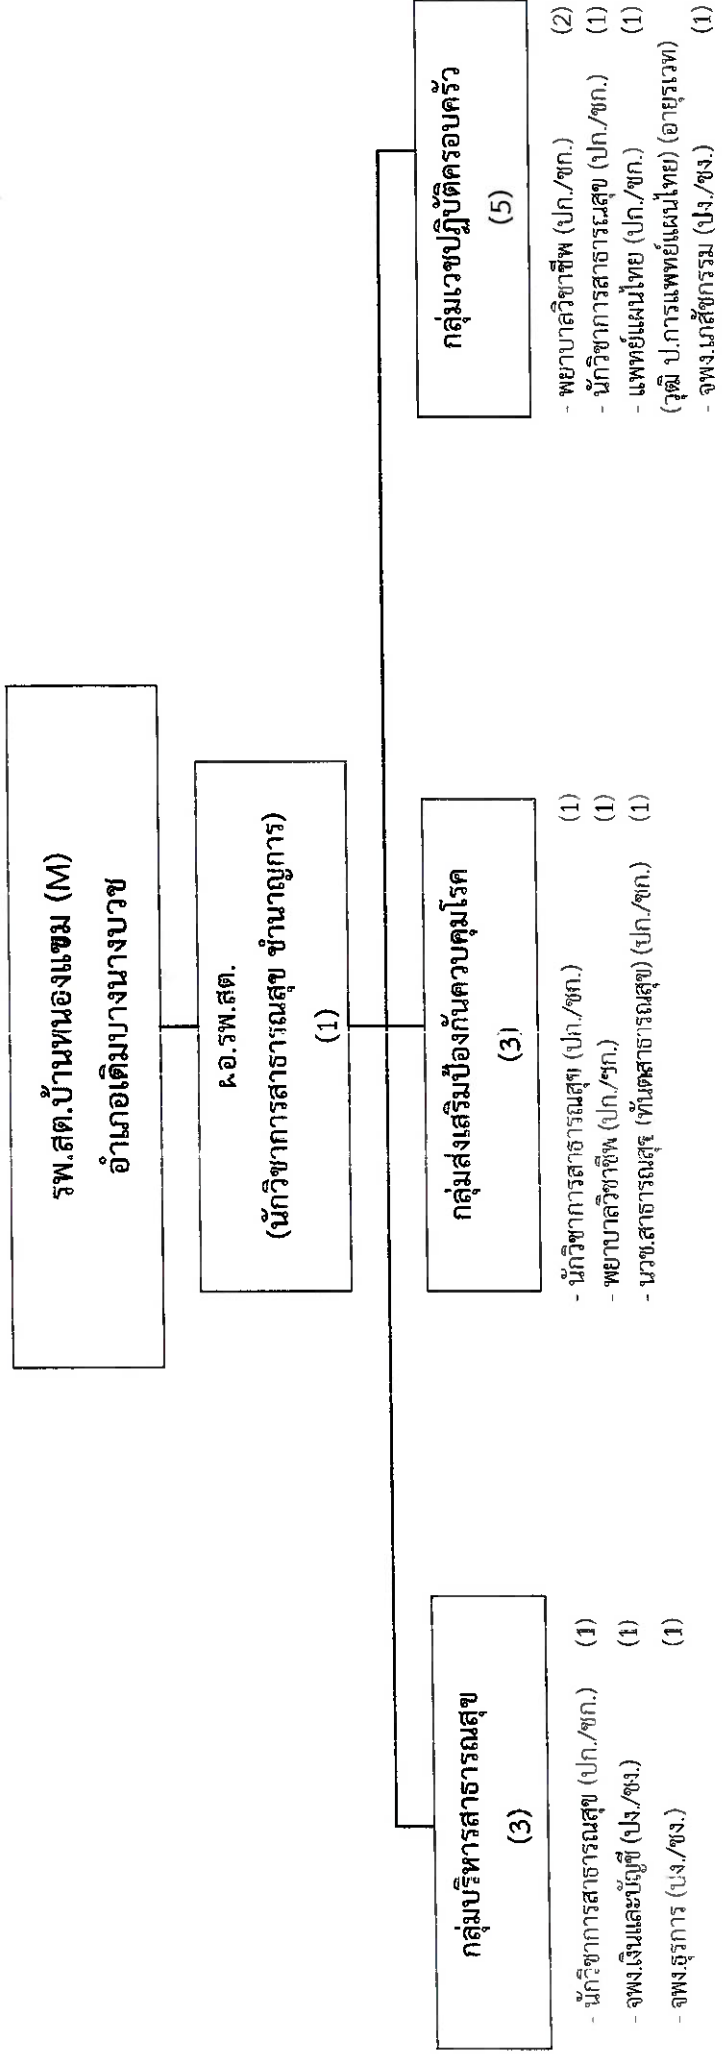 รพ.สต.บ้านหนองแขม (M)
อำเภอเดิมบางนางบวช
ผอ.รพ.สต.
(นักวิชาการสาธารณสุข ชำนาญการ)
(1)
กลุ่มบริหารสาธารณสุข
(3)
- นักวิชาการสาธารณสุข (ปก./ชก.) (1)
- จพง.เงินและบัญชี (ปง./ชง.) (1)
- จพง.ธุรการ (ปง./ชง.) (1)
กลุ่มส่งเสริมป้องกันควบคุมโรค
(3)
- นักวิชาการสาธารณสุข (ปก./ชก.) (1)
- พยาบาลวิชาชีพ (ปก./ชก.) (1)
- นวช.สาธารณสุข (ทันตสาธารณสุข) (ปก./ชก.) (1)
กลุ่มเวชปฏิบัติครอบครัว
(5)
- พยาบาลวิชาชีพ (ปก./ชก.) (2)
- นักวิชาการสาธารณสุข (ปก./ชก.) (1)
- แพทย์แผนไทย (ปก./ชก.) (1)
(วุฒิ ป.การแพทย์แผนไทย) (อายุรเวท)
- จพง.เภสัชกรรม (ปง./ชง.) (1)